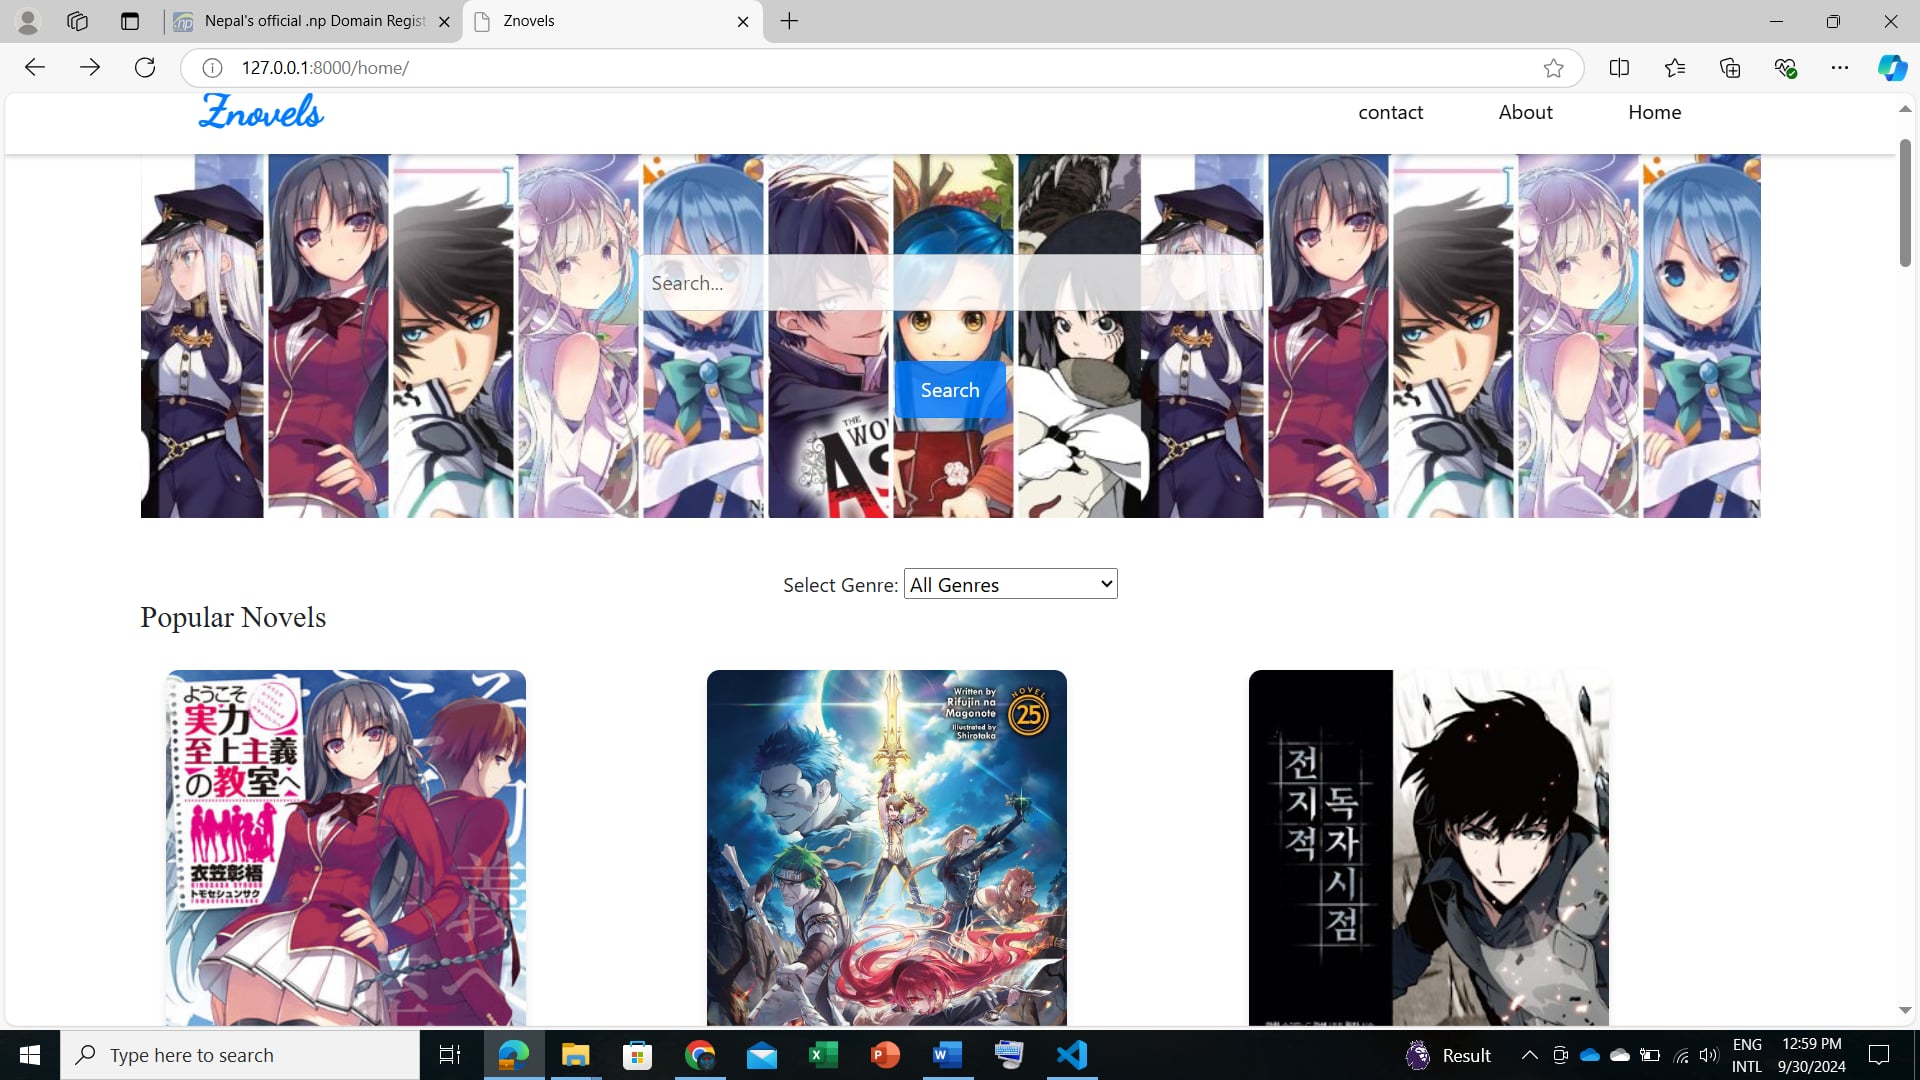 Nepal's official .np Domain Regist
Znovels
127.0.0.1:8000/home/
Znovels
contact
About
Home
Search...
Search
THE
Select Genre: All Genres
Popular Novels
ようこそ
実力
至上主義
の教室へ
衣笠彰梧
KINUGASA SYOUGO
トモセシュンサク
TOMOSESHUNSAKU
Written by
Rifujin na
Magonote
Illustrated by
Shirotaka
NOVEL
25
전지적
독자시점
Type here to search
Result
ENG
INTL
12:59 PM
9/30/2024